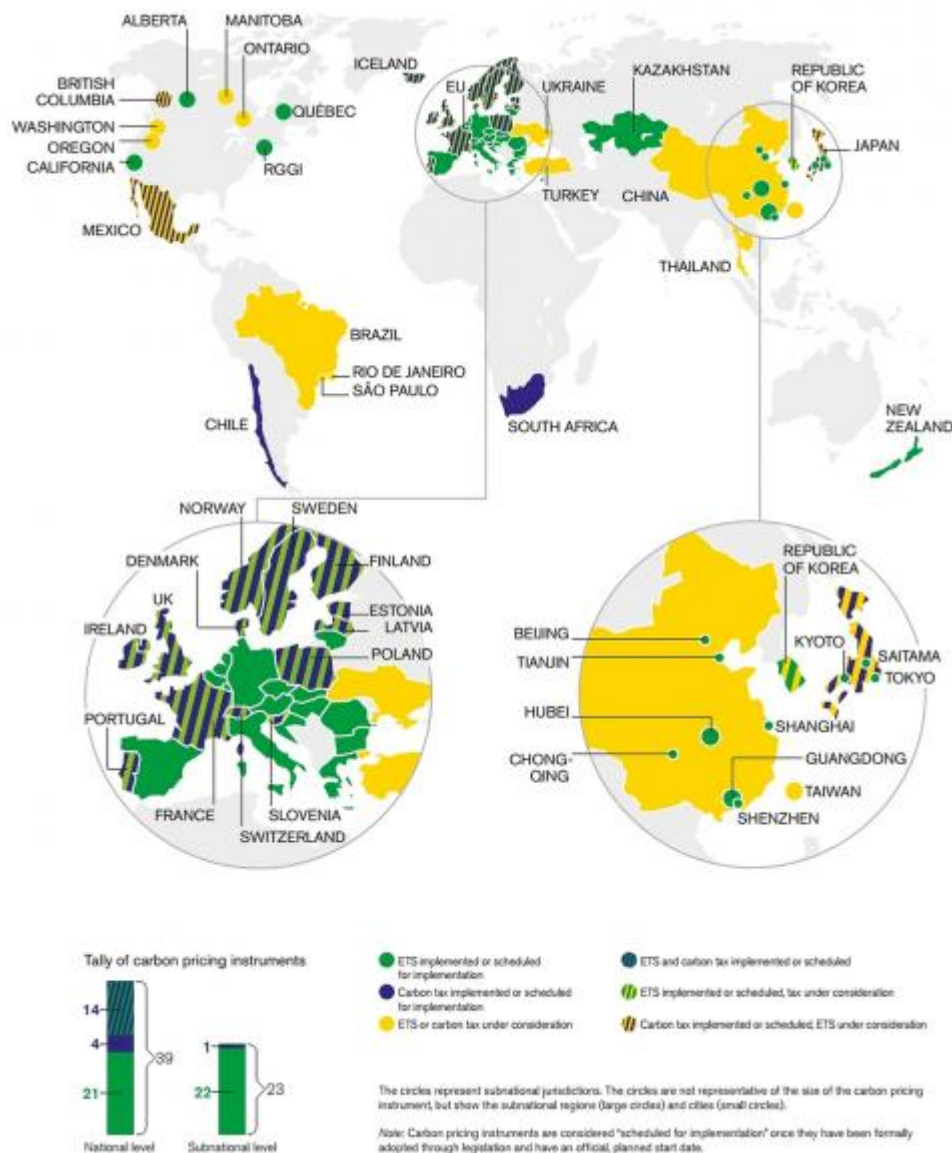 ALBERTA
MANITOBA
ONTARIO
BRITISH
COLUMBIA
QUÉBEC
WASHINGTON
OREGON
CALIFORNIA
RGGI
MEXICO
ICELAND
EU
UKRAINE
KAZAKHSTAN
REPUBLIC
OF KOREA
JAPAN
TURKEY
CHINA
THAILAND
BRAZIL
RIO DE JANEIRO
SÃO PAULO
CHILE
SOUTH AFRICA
NEW
ZEALAND
NORWAY
SWEDEN
DENMARK
FINLAND
UK
IRELAND
ESTONIA
LATVIA
POLAND
PORTUGAL
FRANCE
SLOVENIA
SWITZERLAND
REPUBLIC
OF KOREA
BEIJING
TIANJIN
KYOTO
SAITAMA
TOKYO
HUBEI
SHANGHAI
CHONG-
QING
GUANGDONG
TAIWAN
SHENZHEN
Tally of carbon pricing instruments
14
4
39
21
National level
1
22
23
Subnational level
ETS implemented or scheduled
for implementation
Carbon tax implemented or scheduled
for implementation
ETS or carbon tax under consideration
ETS and carbon tax implemented or scheduled
ETS implemented or scheduled, tax under consideration
Carbon tax implemented or scheduled, ETS under consideration
The circles represent subnational jurisdictions. The circles are not representative of the size of the carbon pricing
instrument, but show the subnational regions (large circles) and cities (small circles).
Note: Carbon pricing instruments are considered "scheduled for implementation" once they have been formally
adopted through legislation and have an official, planned start date.